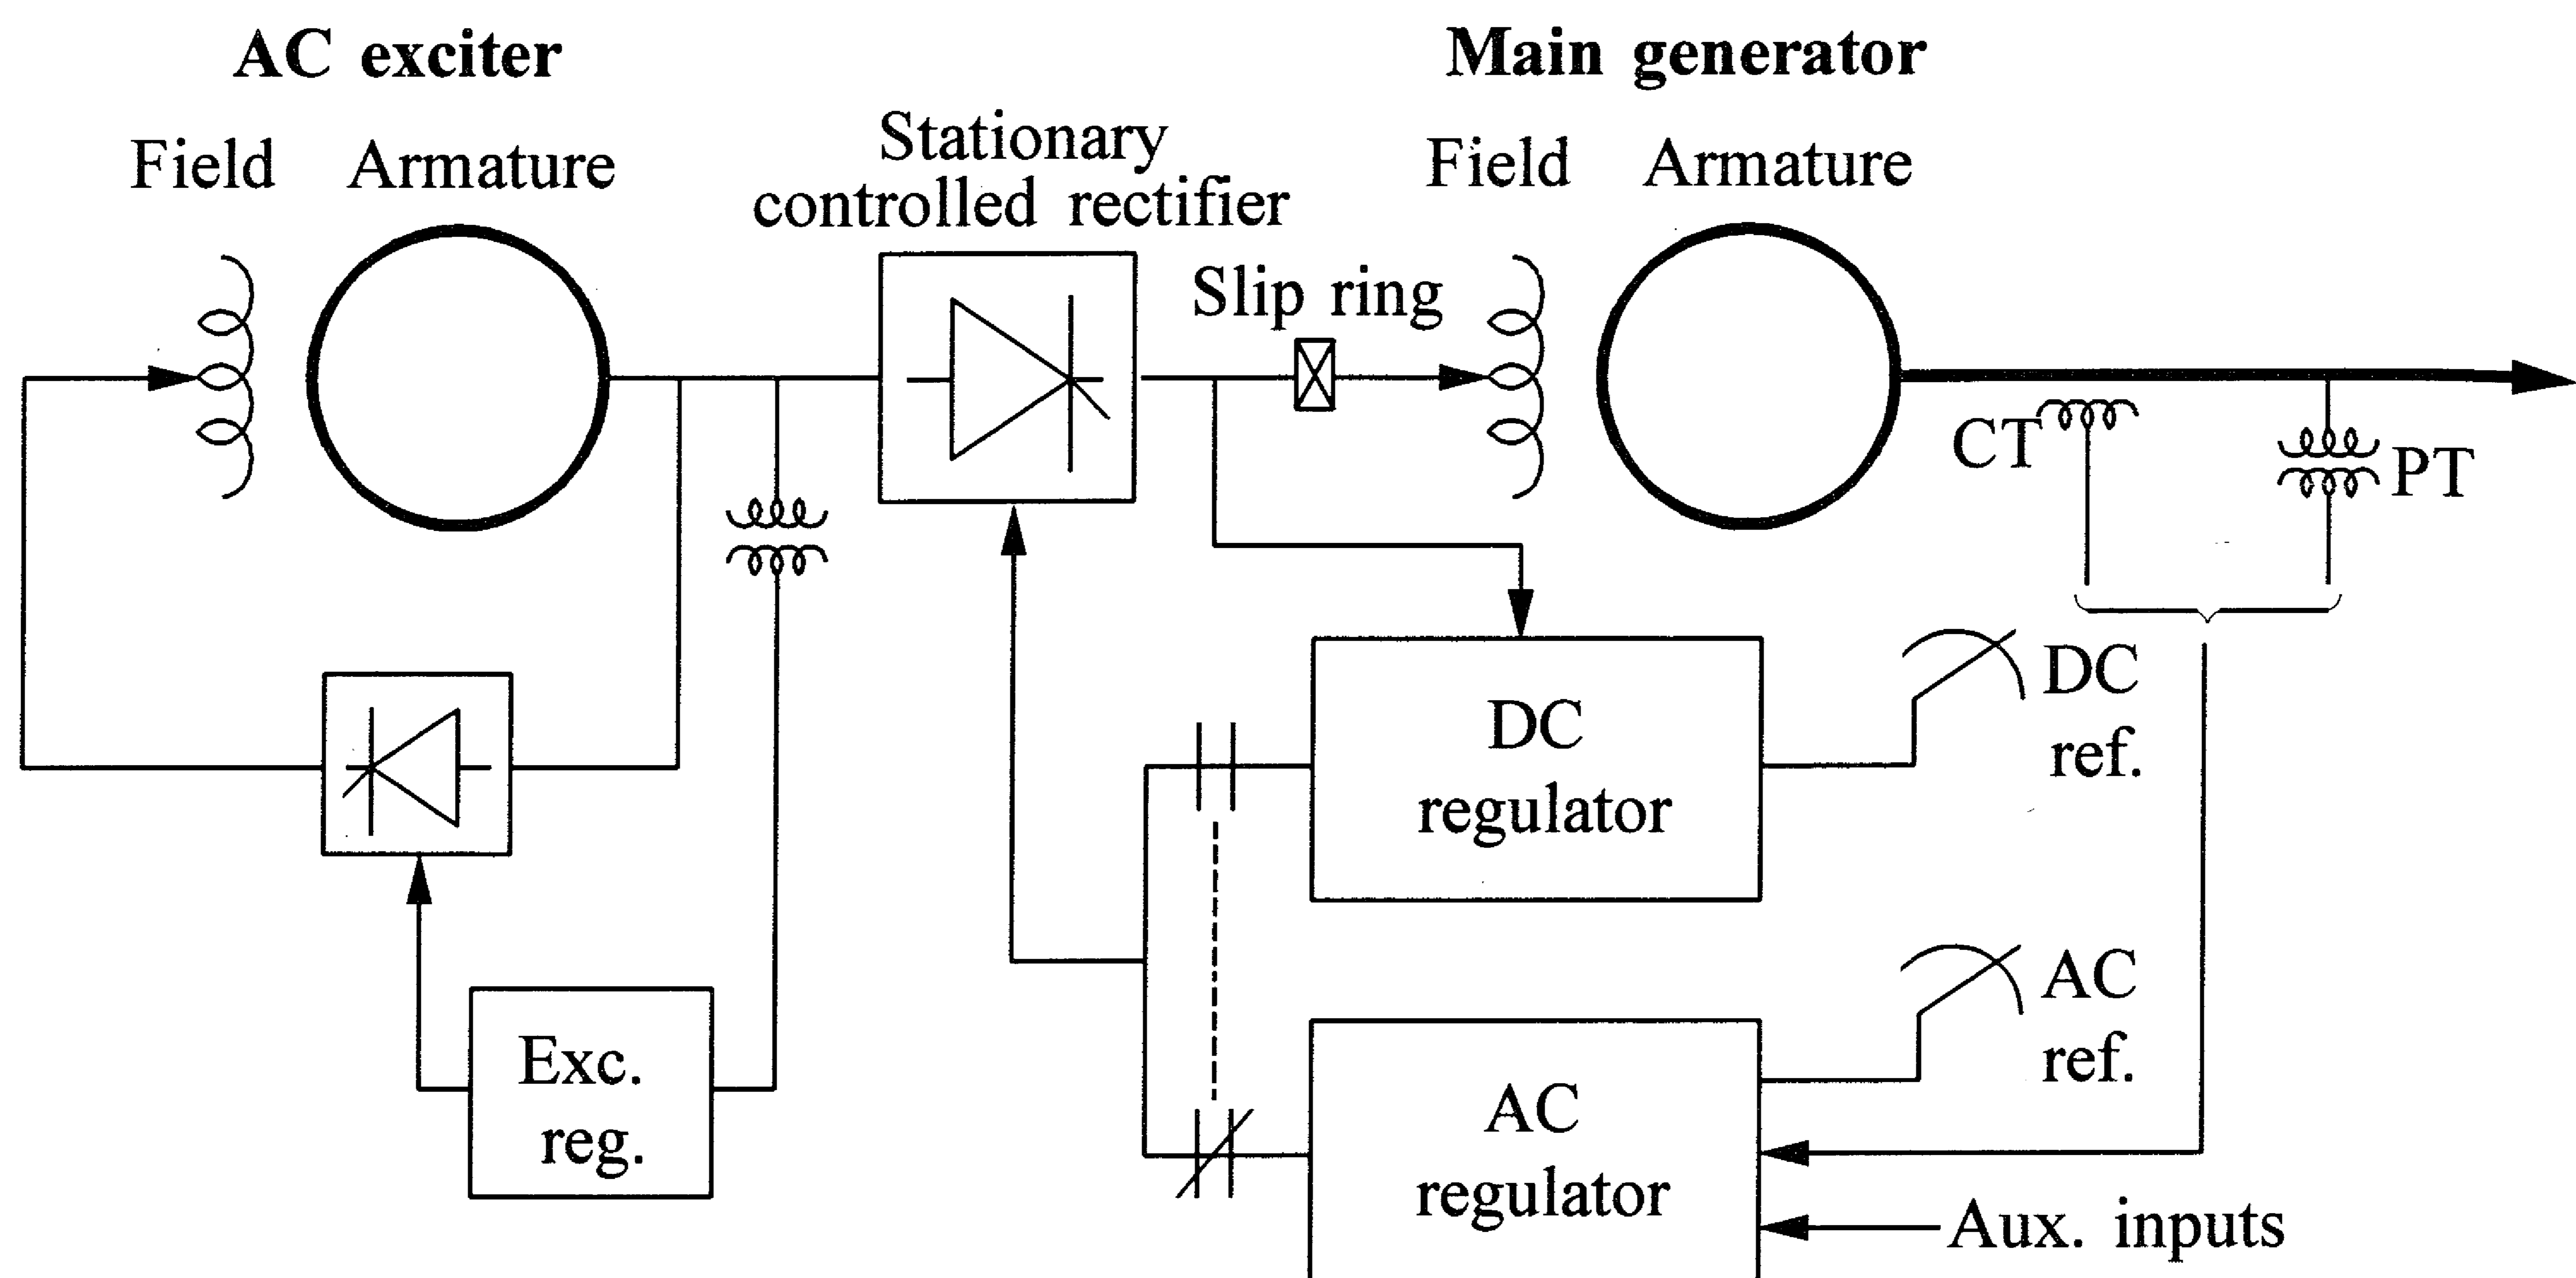 AC exciter
Main generator
Field Armature
Stationary
controlled rectifier
Field Armature
Slip ring
CT
PT
DC
regulator
DC
ref.
Exc.
reg.
AC
regulator
AC
ref.
Aux. inputs